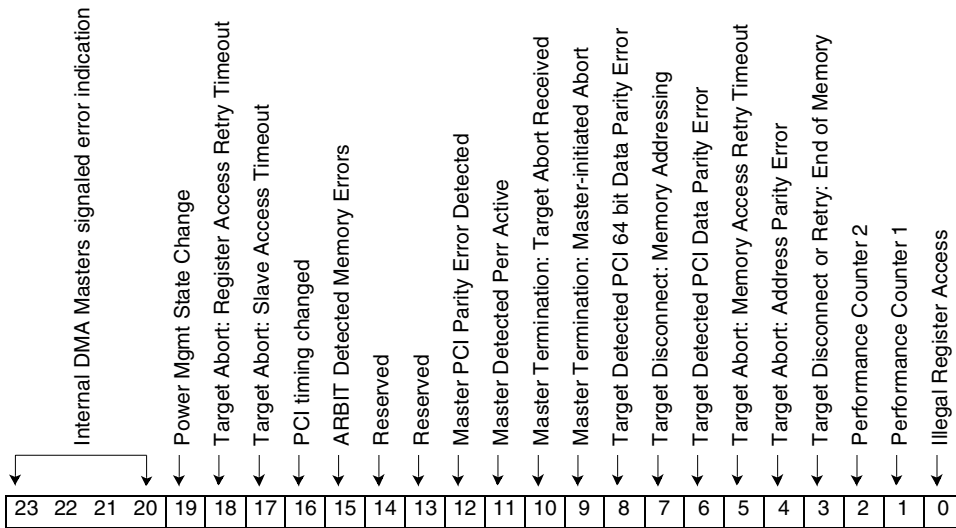 Internal DMA Masters signaled error indication
Power Mgmt State Change
Target Abort: Register Access Retry Timeout
Target Abort: Slave Access Timeout
PCI timing changed
ARBIT Detected Memory Errors
Reserved
Reserved
Master PCI Parity Error Detected
Master Detected Perr Active
Master Termination: Target Abort Received
Master Termination: Master-initiated Abort
Target Detected PCI 64 bit Data Parity Error
Target Disconnect: Memory Addressing
Target Detected PCI Data Parity Error
Target Abort: Memory Access Retry Timeout
Target Abort: Address Parity Error
Target Disconnect or Retry: End of Memory
Performance Counter 2
Performance Counter 1
Illegal Register Access
23 22 21 20 19 18 17 16 15 14 13 12 11 10 9 8 7 6 5 4 3 2 1 0